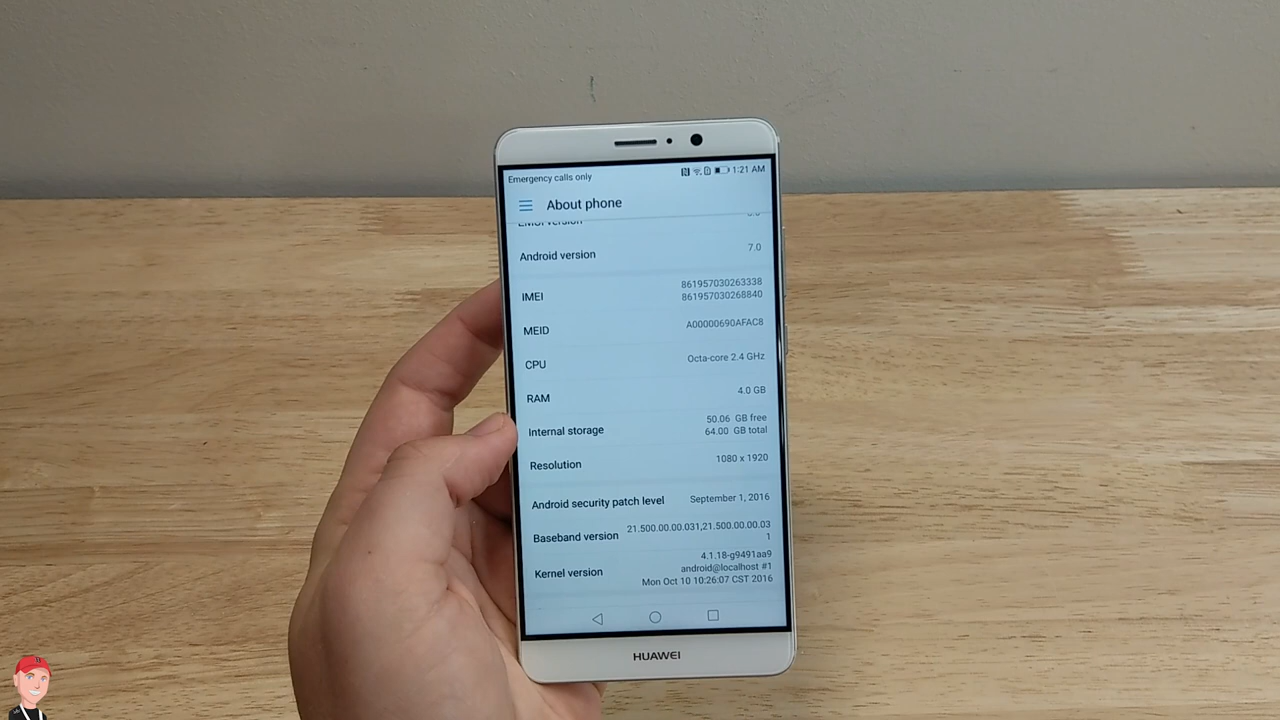 Emergency calls only 1:21 AM
About phone
EMUI version 5.0
Android version 7.0
IMEI 861957030263338
861957030268840
MEID A00000690AFAC8
CPU Octa-core 2.4 GHz
RAM 4.0 GB
Internal storage 50.06 GB free
64.00 GB total
Resolution 1080 x 1920
Android security patch level September 1, 2016
Baseband version 21.500.00.00.031,21.500.00.00.03
1
Kernel version 4.1.18-g9491aa9
android@localhost #1
Mon Oct 10 10:26:07 CST 2016
HUAWEI